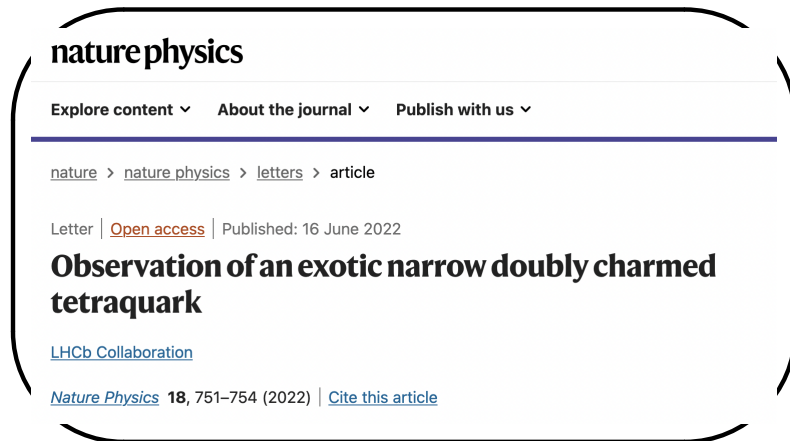 nature physics
Explore content About the journal Publish with us
nature > nature physics > letters > article
Letter | Open access | Published: 16 June 2022
Observation of an exotic narrow doubly charmed
tetraquark
LHCb Collaboration
Nature Physics 18, 751–754 (2022) | Cite this article